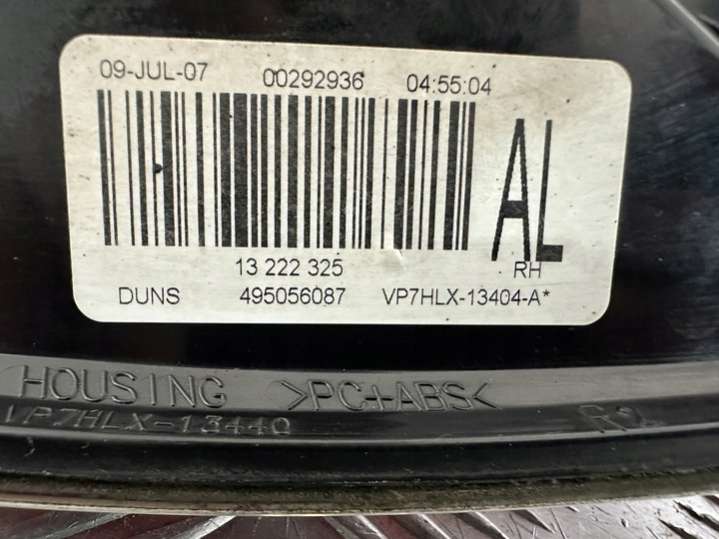 09-JUL-07 00292936 04:55:04
AL
13 222 325 RH
DUNS 495056087 VP7HLX-13404-A*
HOUSING >PC+ABS<
VP7HLX-13440